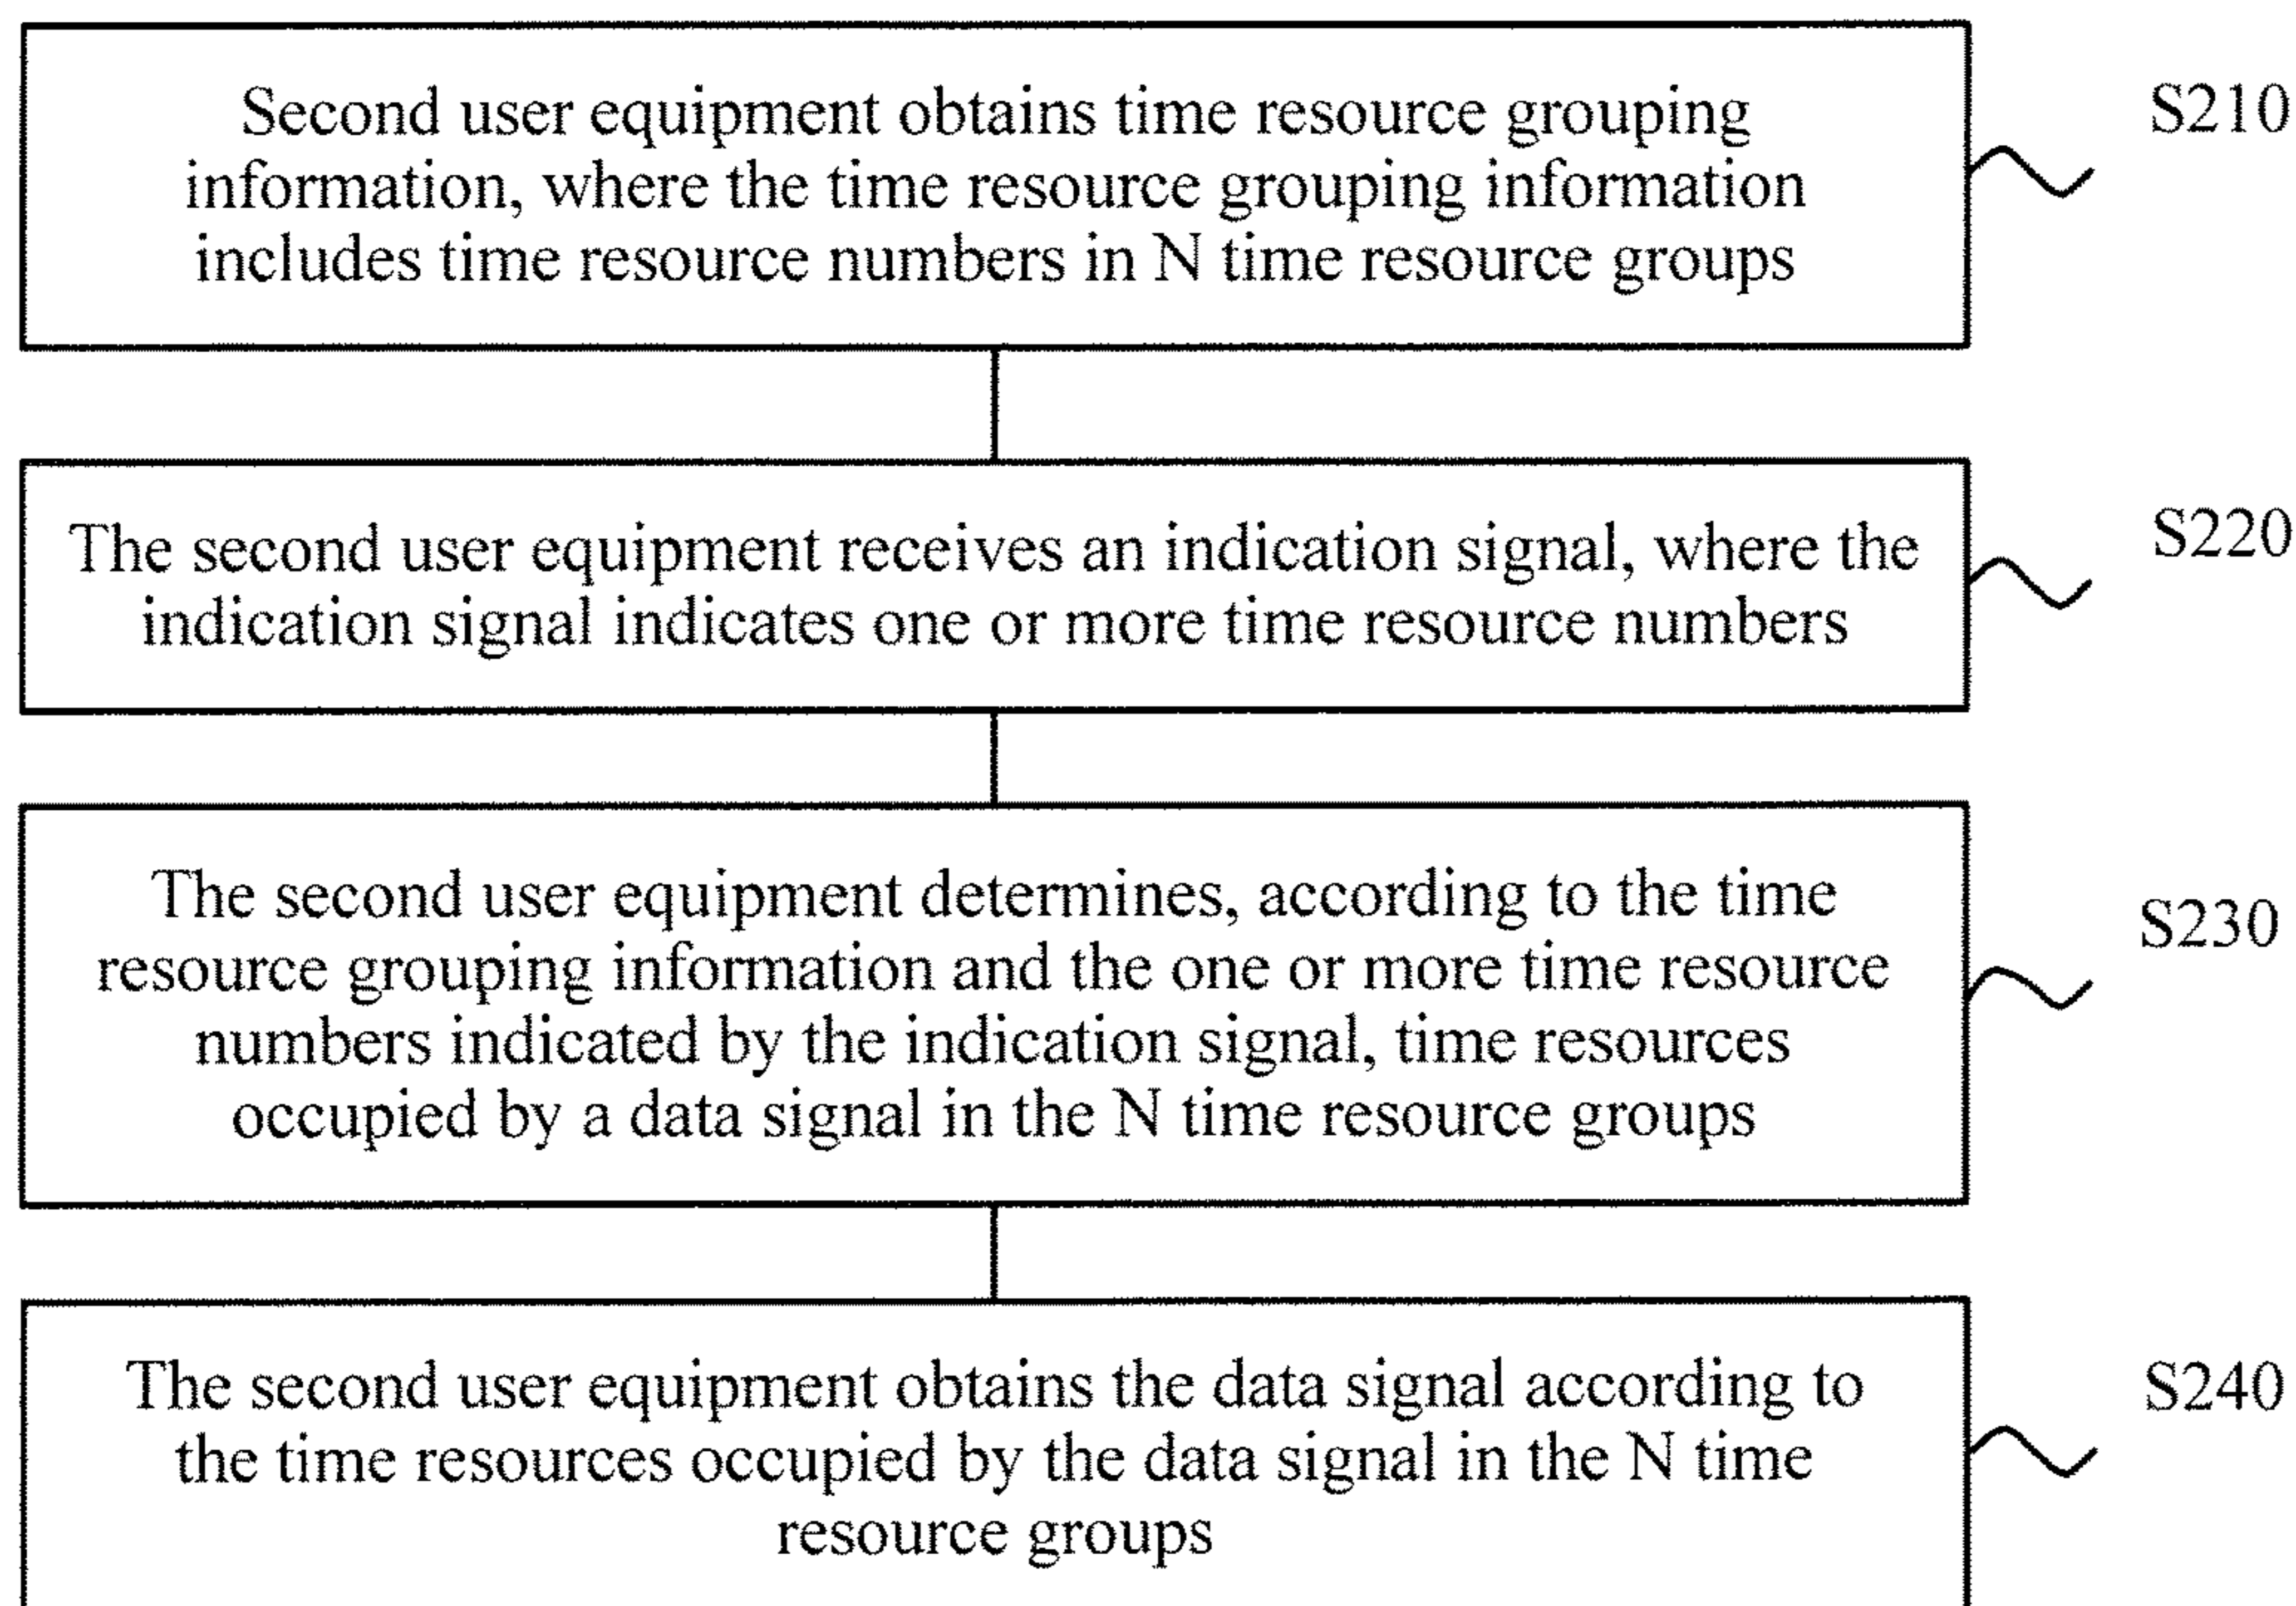 Second user equipment obtains time resource grouping
information, where the time resource grouping information
includes time resource numbers in N time resource groups
S210
The second user equipment receives an indication signal, where the
indication signal indicates one or more time resource numbers
S220
The second user equipment determines, according to the time
resource grouping information and the one or more time resource
numbers indicated by the indication signal, time resources
occupied by a data signal in the N time resource groups
S230
The second user equipment obtains the data signal according to
the time resources occupied by the data signal in the N time
resource groups
S240